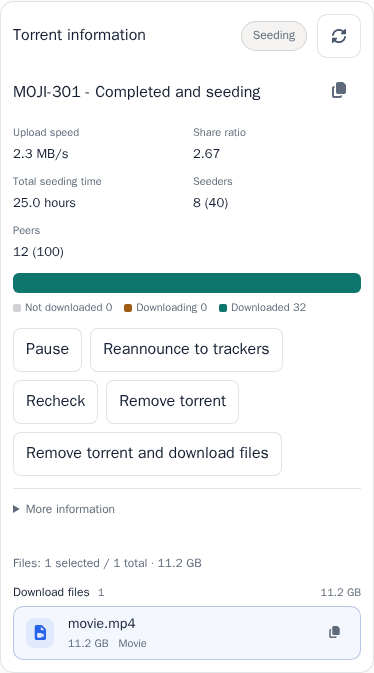 Torrent information
Seeding
MOJI-301 - Completed and seeding
Upload speed
2.3 MB/s
Share ratio
2.67
Total seeding time
25.0 hours
Seeders
8 (40)
Peers
12 (100)
Not downloaded 0
Downloading 0
Downloaded 32
Pause
Reannounce to trackers
Recheck
Remove torrent
Remove torrent and download files
More information
Files: 1 selected / 1 total · 11.2 GB
Download files 1
11.2 GB
movie.mp4
11.2 GB Movie